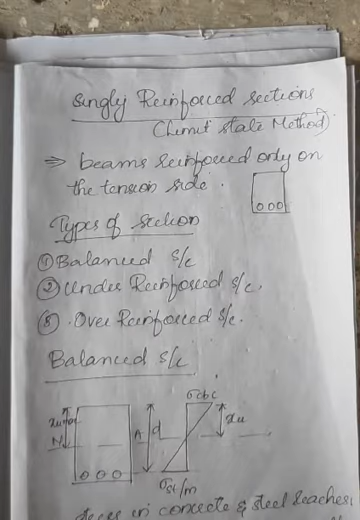 Singly Reinforced sections
(Limit State Method)
⇒ beams reinforced only on
the tension side.
Types of section
① Balanced s/c
② Under Reinforced s/c.
③ Over Reinforced s/c.
Balanced s/c
σcbc
xu
d
A
N
xu
σst/m
in concrete & steel reaches